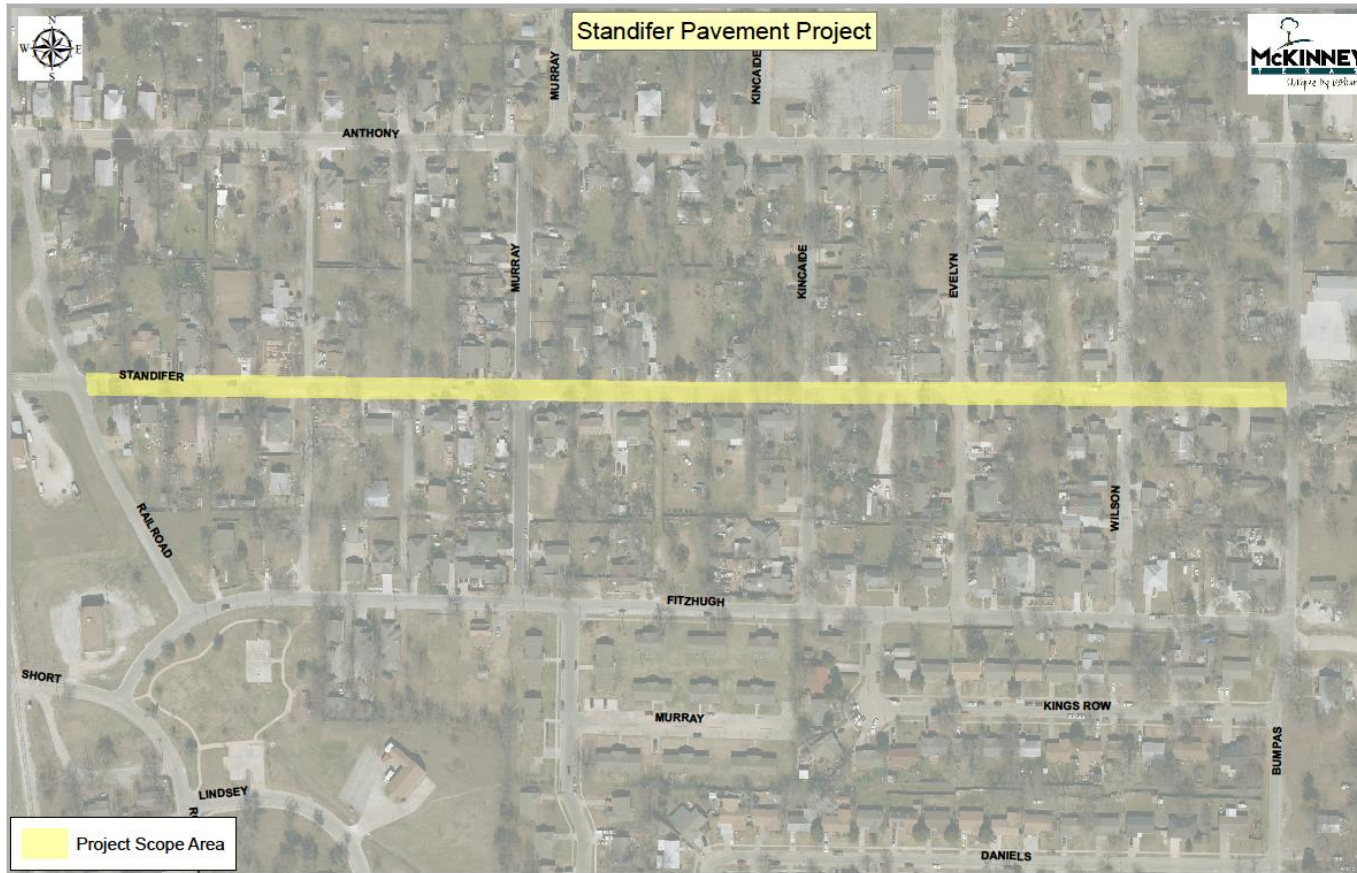 Standifer Pavement Project
N
W E
S
McKINNEY
TEXAS
MURRAY
KINCAIDE
ANTHONY
MURRAY
KINCAIDE
EVELYN
STANDIFER
RAILROAD
WILSON
FITZHUGH
SHORT
MURRAY
KINGS ROW
BUMPAS
LINDSEY
Project Scope Area
DANIELS